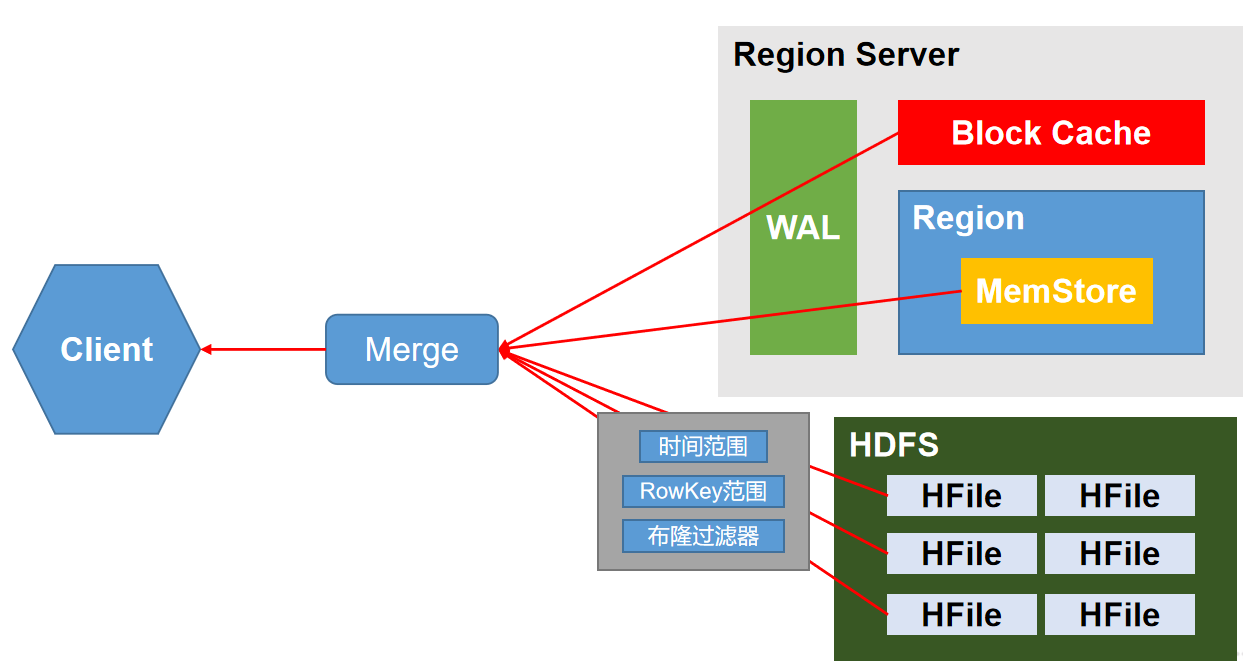 Region Server
Block Cache
WAL
Region
MemStore
Client
Merge
时间范围
RowKey范围
布隆过滤器
HDFS
HFile HFile
HFile HFile
HFile HFile